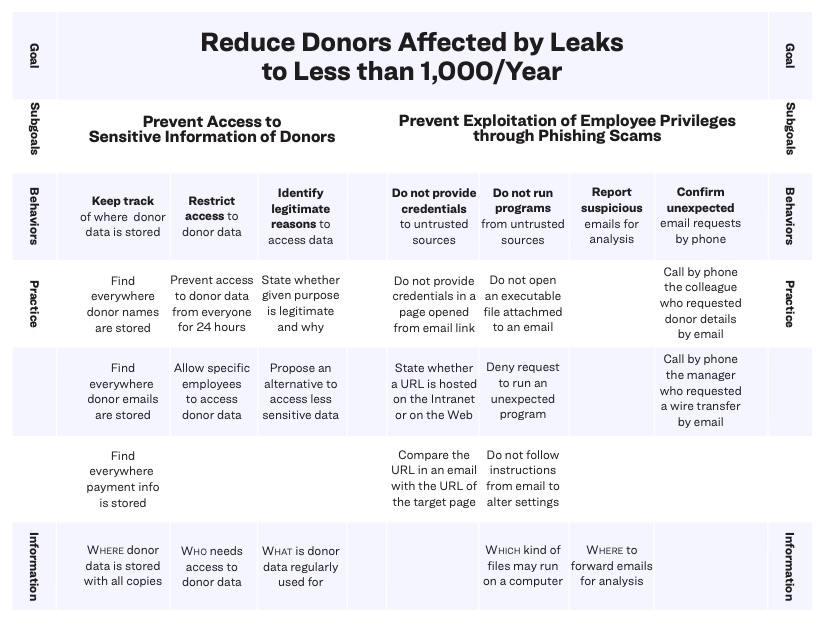 Goal
Reduce Donors Affected by Leaks
to Less than 1,000/Year
Goal
Subgoals
Prevent Access to
Sensitive Information of Donors
Prevent Exploitation of Employee Privileges
through Phishing Scams
Subgoals
Behaviors
Keep track
of where donor
data is stored
Restrict
access to
donor data
Identify
legitimate
reasons to
access data
Do not provide
credentials
to untrusted
sources
Do not run
programs
from untrusted
sources
Report
suspicious
emails for
analysis
Confirm
unexpected
email requests
by phone
Behaviors
Practice
Find
everywhere
donor names
are stored
Prevent access
to donor data
from everyone
for 24 hours
State whether
given purpose
is legitimate
and why
Do not provide
credentials in a
page opened
from email link
Do not open
an executable
file attachmed
to an email
Call by phone
the colleague
who requested
donor details
by email
Practice
Find
everywhere
donor emails
are stored
Allow specific
employees
to access
donor data
Propose an
alternative to
access less
sensitive data
State whether
a URL is hosted
on the Intranet
or on the Web
Deny request
to run an
unexpected
program
Call by phone
the manager
who requested
a wire transfer
by email
Find
everywhere
payment info
is stored
Compare the
URL in an email
with the URL of
the target page
Do not follow
instructions
from email to
alter settings
Information
WHERE donor
data is stored
with all copies
WHO needs
access to
donor data
WHAT is donor
data regularly
used for
WHICH kind of
files may run
on a computer
WHERE to
forward emails
for analysis
Information